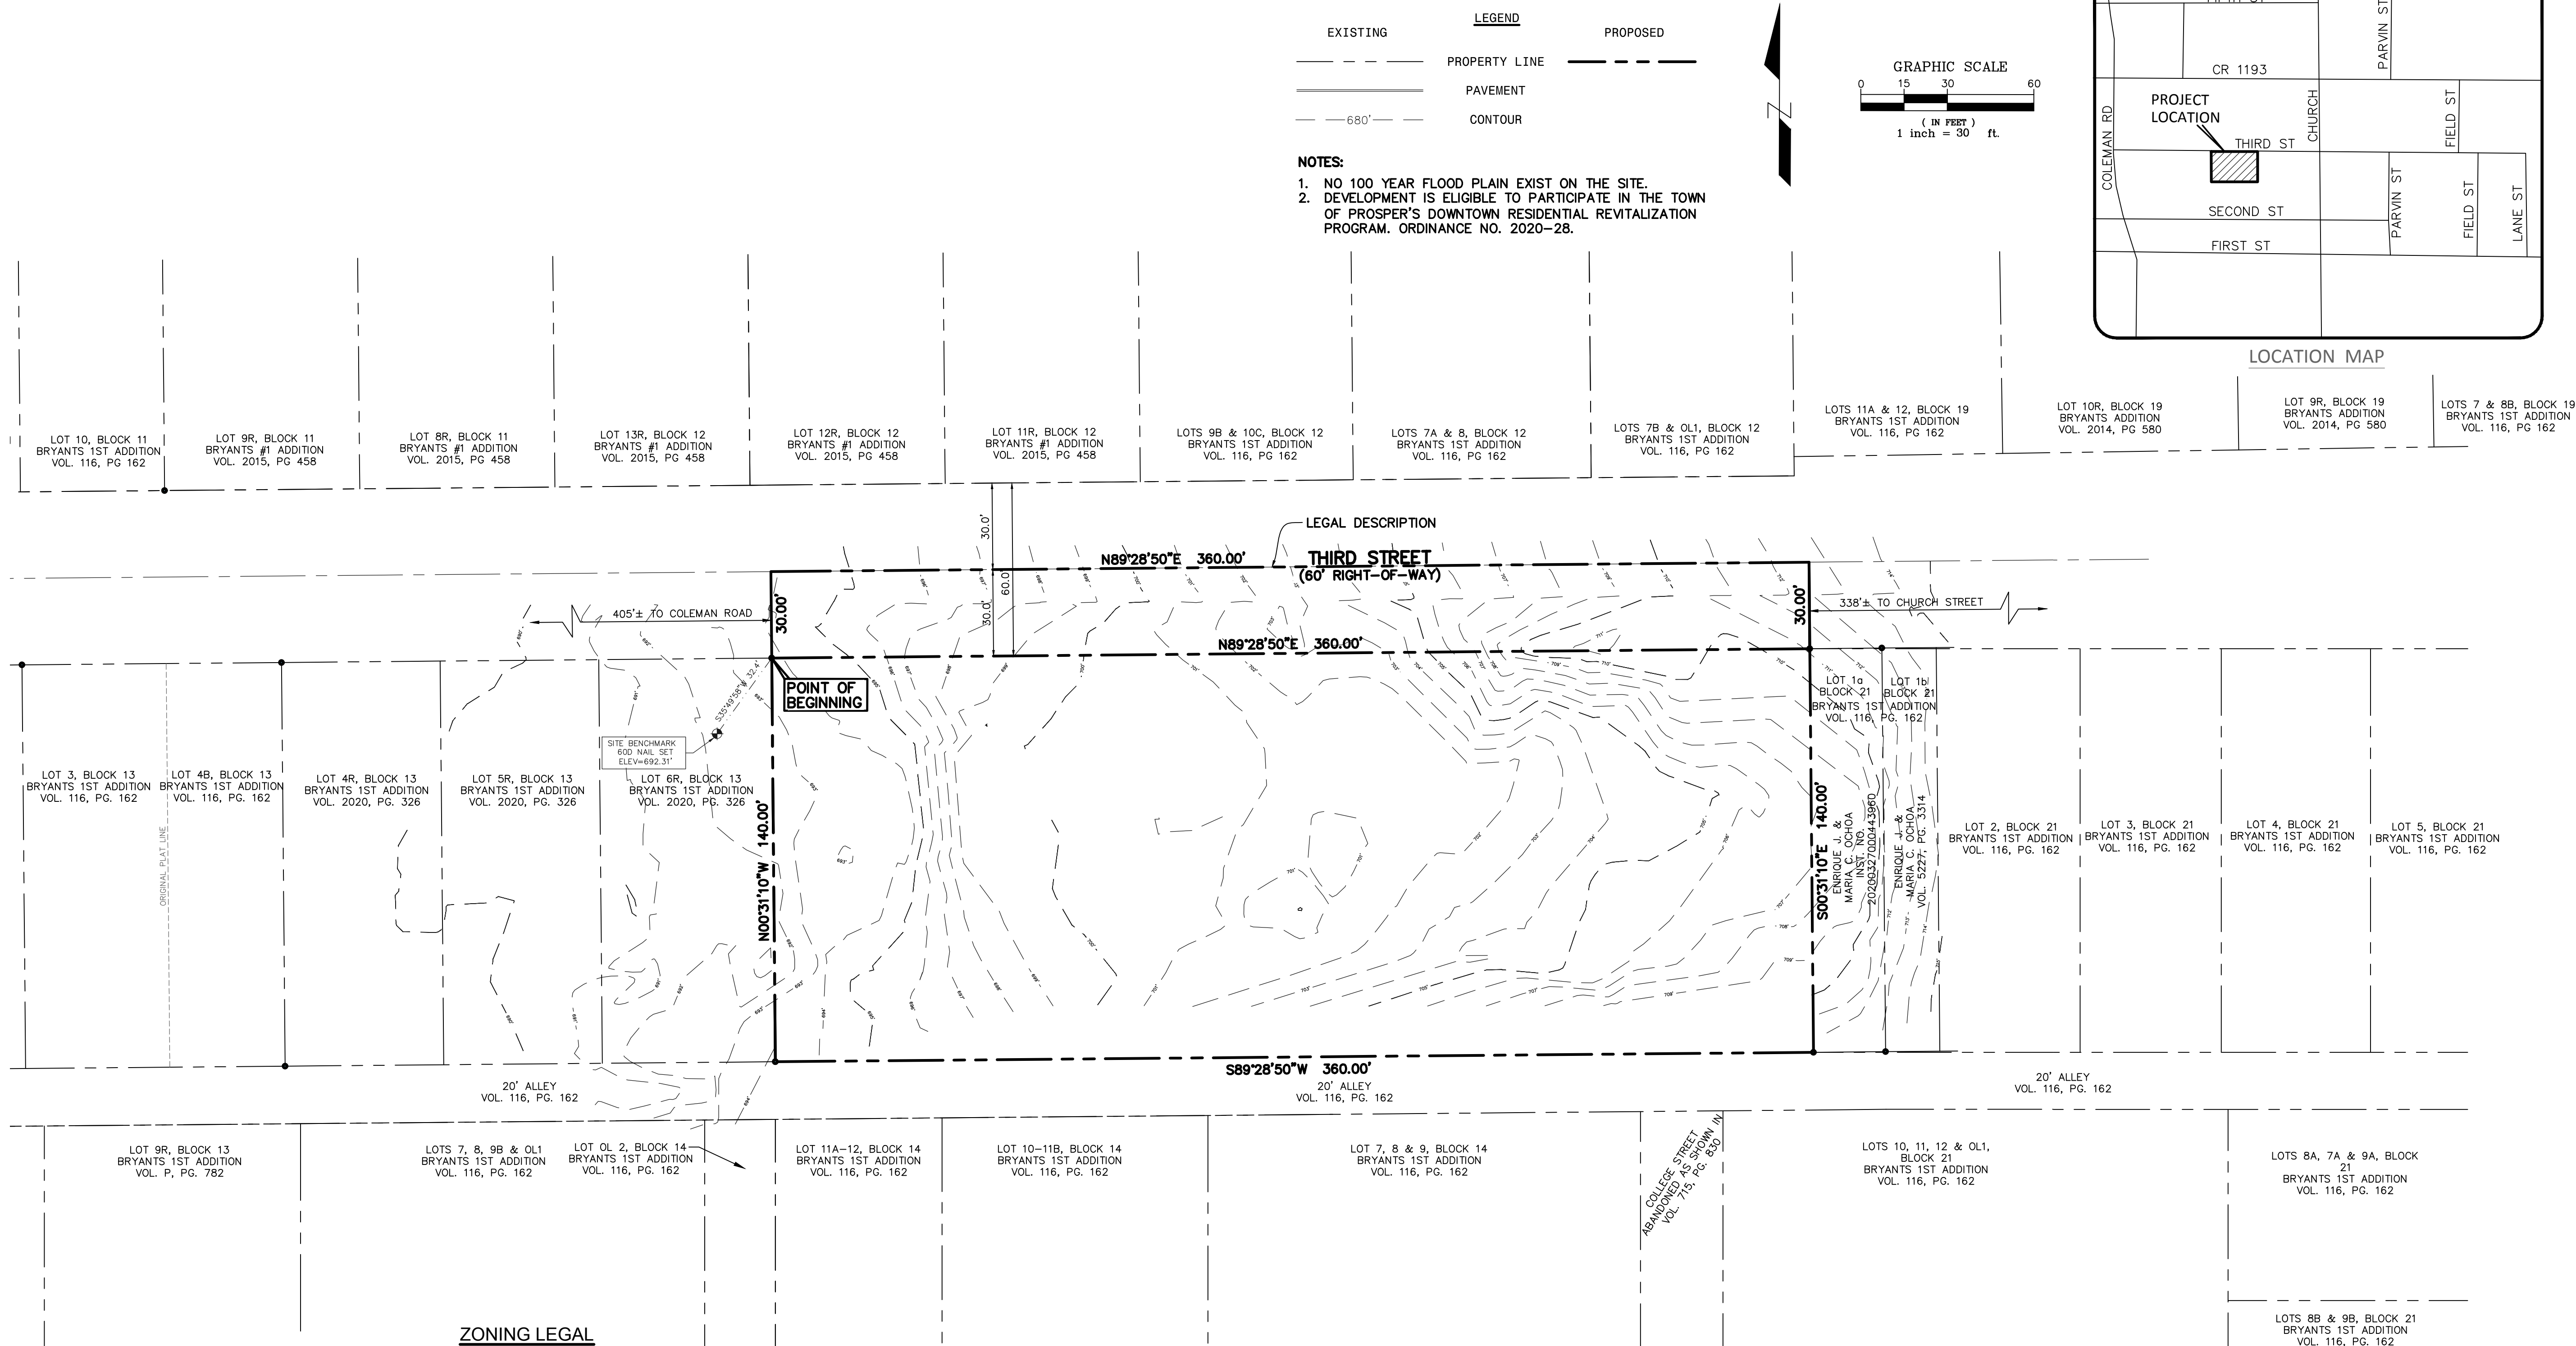 LEGEND
EXISTING
PROPOSED
PROPERTY LINE
PAVEMENT
680'
CONTOUR
NOTES:
1. NO 100 YEAR FLOOD PLAIN EXIST ON THE SITE.
2. DEVELOPMENT IS ELIGIBLE TO PARTICIPATE IN THE TOWN
OF PROSPER'S DOWNTOWN RESIDENTIAL REVITALIZATION
PROGRAM. ORDINANCE NO. 2020-28.
Z
GRAPHIC SCALE
0 15 30 60
( IN FEET )
1 inch = 30 ft.
PARVIN ST
CR 1193
PROJECT
LOCATION
COLEMAN RD
CHURCH
FIELD ST
THIRD ST
SECOND ST
FIRST ST
PARVIN ST
FIELD ST
LANE ST
LOCATION MAP
LOT 10, BLOCK 11
BRYANTS 1ST ADDITION
VOL. 116, PG 162
LOT 9R, BLOCK 11
BRYANTS #1 ADDITION
VOL. 2015, PG 458
LOT 8R, BLOCK 11
BRYANTS #1 ADDITION
VOL. 2015, PG 458
LOT 13R, BLOCK 12
BRYANTS #1 ADDITION
VOL. 2015, PG 458
LOT 12R, BLOCK 12
BRYANTS #1 ADDITION
VOL. 2015, PG 458
LOT 11R, BLOCK 12
BRYANTS #1 ADDITION
VOL. 2015, PG 458
LOTS 9B & 10C, BLOCK 12
BRYANTS 1ST ADDITION
VOL. 116, PG 162
LOTS 7A & 8, BLOCK 12
BRYANTS 1ST ADDITION
VOL. 116, PG 162
LOTS 7B & OL1, BLOCK 12
BRYANTS 1ST ADDITION
VOL. 116, PG 162
LOTS 11A & 12, BLOCK 19
BRYANTS 1ST ADDITION
VOL. 116, PG 162
LOT 10R, BLOCK 19
BRYANTS ADDITION
VOL. 2014, PG 580
LOT 9R, BLOCK 19
BRYANTS ADDITION
VOL. 2014, PG 580
LOTS 7 & 8B, BLOCK 19
BRYANTS 1ST ADDITION
VOL. 116, PG 162
30.0'
60.0'
30.0'
LEGAL DESCRIPTION
N89°28'50"E 360.00'
THIRD STREET
(60' RIGHT-OF-WAY)
405'± TO COLEMAN ROAD
30.00'
30.00'
338'± TO CHURCH STREET
N89°28'50"E 360.00'
S35°49'58"W 32.4'
POINT OF
BEGINNING
SITE BENCHMARK
60D NAIL SET
ELEV=692.31'
LOT 1a
BLOCK 21
LOT 1b
BLOCK 21
BRYANTS 1ST ADDITION
VOL. 116, PG. 162
LOT 3, BLOCK 13
BRYANTS 1ST ADDITION
VOL. 116, PG. 162
ORIGINAL PLAT LINE
LOT 4B, BLOCK 13
BRYANTS 1ST ADDITION
VOL. 116, PG. 162
LOT 4R, BLOCK 13
BRYANTS 1ST ADDITION
VOL. 2020, PG. 326
LOT 5R, BLOCK 13
BRYANTS 1ST ADDITION
VOL. 2020, PG. 326
LOT 6R, BLOCK 13
BRYANTS 1ST ADDITION
VOL. 2020, PG. 326
N00°31'10"W 140.00'
S00°31'10"E 140.00'
ENRIQUE J. &
MARIA C. OCHOA
INST. NO.
20200327000443960
ENRIQUE J. &
MARIA C. OCHOA
VOL. 5227, PG. 3314
LOT 2, BLOCK 21
BRYANTS 1ST ADDITION
VOL. 116, PG. 162
LOT 3, BLOCK 21
BRYANTS 1ST ADDITION
VOL. 116, PG. 162
LOT 4, BLOCK 21
BRYANTS 1ST ADDITION
VOL. 116, PG. 162
LOT 5, BLOCK 21
BRYANTS 1ST ADDITION
VOL. 116, PG. 162
S89°28'50"W 360.00'
20' ALLEY
VOL. 116, PG. 162
20' ALLEY
VOL. 116, PG. 162
20' ALLEY
VOL. 116, PG. 162
LOT 9R, BLOCK 13
BRYANTS 1ST ADDITION
VOL. P, PG. 782
LOTS 7, 8, 9B & OL1
BRYANTS 1ST ADDITION
VOL. 116, PG. 162
LOT OL 2, BLOCK 14
BRYANTS 1ST ADDITION
VOL. 116, PG. 162
LOT 11A-12, BLOCK 14
BRYANTS 1ST ADDITION
VOL. 116, PG. 162
LOT 10-11B, BLOCK 14
BRYANTS 1ST ADDITION
VOL. 116, PG. 162
LOT 7, 8 & 9, BLOCK 14
BRYANTS 1ST ADDITION
VOL. 116, PG. 162
COLLEGE STREET
ABANDONED AS SHOWN IN
VOL. 715, PG. 830
LOTS 10, 11, 12 & OL1,
BLOCK 21
BRYANTS 1ST ADDITION
VOL. 116, PG. 162
LOTS 8A, 7A & 9A, BLOCK
21
BRYANTS 1ST ADDITION
VOL. 116, PG. 162
LOTS 8B & 9B, BLOCK 21
BRYANTS 1ST ADDITION
VOL. 116, PG. 162
ZONING LEGAL